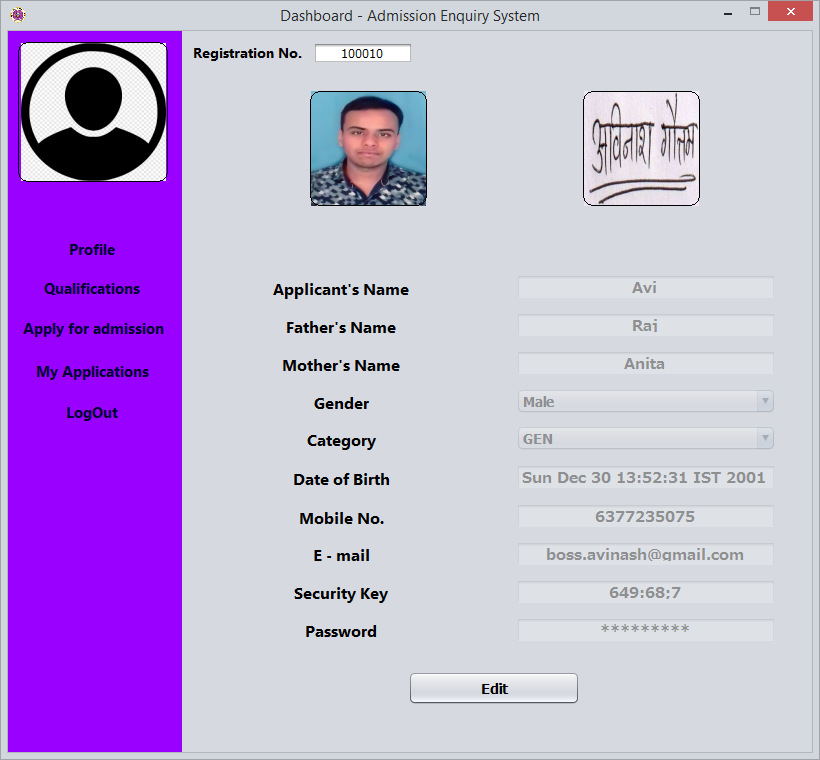 Dashboard - Admission Enquiry System
Registration No. 100010
अविनाश गौत्तम
Profile
Qualifications
Apply for admission
My Applications
LogOut
Applicant's Name Avi
Father's Name Raj
Mother's Name Anita
Gender Male
Category GEN
Date of Birth Sun Dec 30 13:52:31 IST 2001
Mobile No. 6377235075
E - mail boss.avinash@gmail.com
Security Key 649:68;7
Password *********
Edit